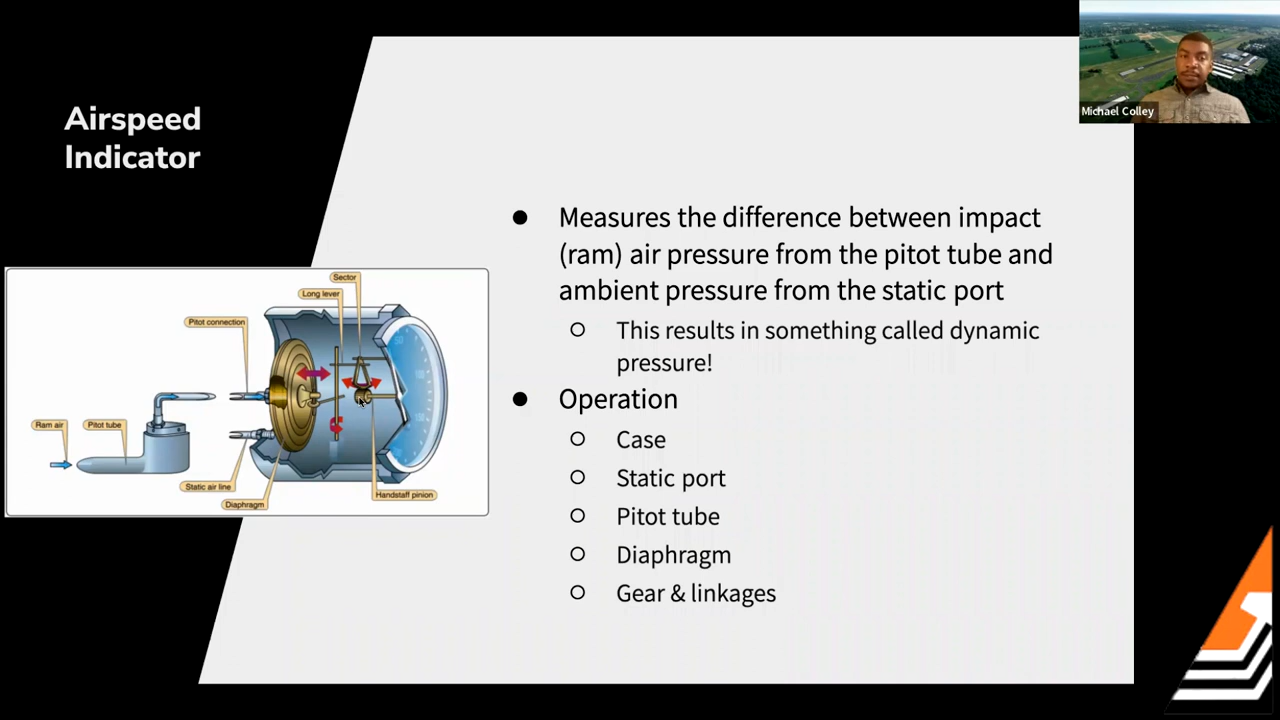 Airspeed
Indicator
Michael Colley
● Measures the difference between impact
(ram) air pressure from the pitot tube and
ambient pressure from the static port
○ This results in something called dynamic
pressure!
● Operation
○ Case
○ Static port
○ Pitot tube
○ Diaphragm
○ Gear & linkages
Sector
Long lever
Pitot connection
Ram air
Pitot tube
Static air line
Diaphragm
Handstaff pinion